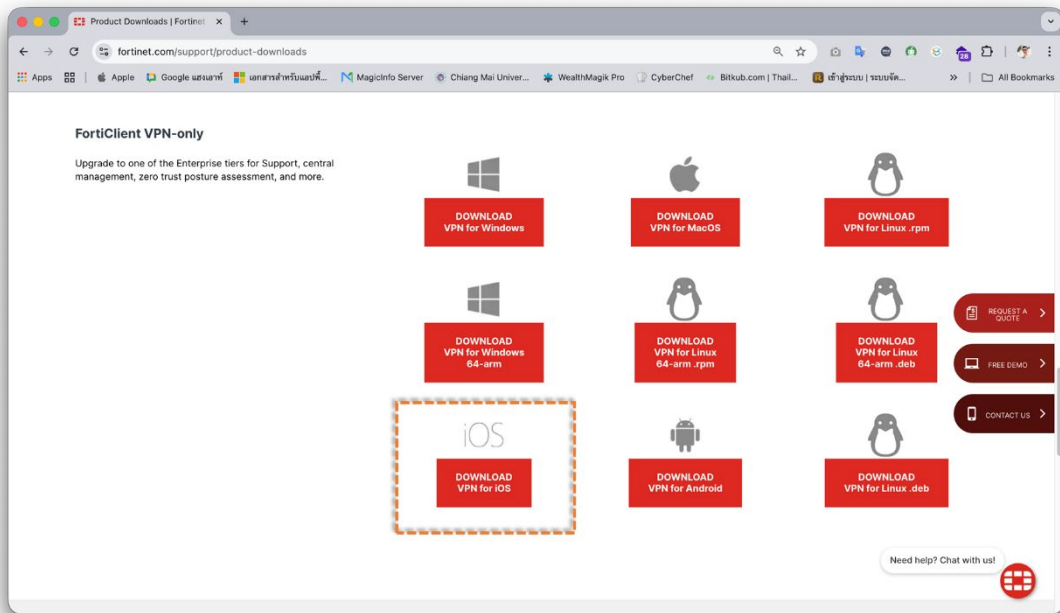 Product Downloads | Fortinet
fortinet.com/support/product-downloads
28
Apps
Apple
Google แฮงเอาท์
เอกสารสำหรับแอปพิ้...
MagicInfo Server
Chiang Mai Univer...
WealthMagik Pro
CyberChef
Bitkub.com | Thail...
เข้าสู่ระบบ | ระบบจัด...
»
All Bookmarks
FortiClient VPN-only
Upgrade to one of the Enterprise tiers for Support, central
management, zero trust posture assessment, and more.
DOWNLOAD
VPN for Windows
DOWNLOAD
VPN for MacOS
DOWNLOAD
VPN for Linux .rpm
DOWNLOAD
VPN for Windows
64-arm
DOWNLOAD
VPN for Linux
64-arm .rpm
DOWNLOAD
VPN for Linux
64-arm .deb
REQUEST A
QUOTE
FREE DEMO
CONTACT US
iOS
DOWNLOAD
VPN for iOS
DOWNLOAD
VPN for Android
DOWNLOAD
VPN for Linux .deb
Need help? Chat with us!